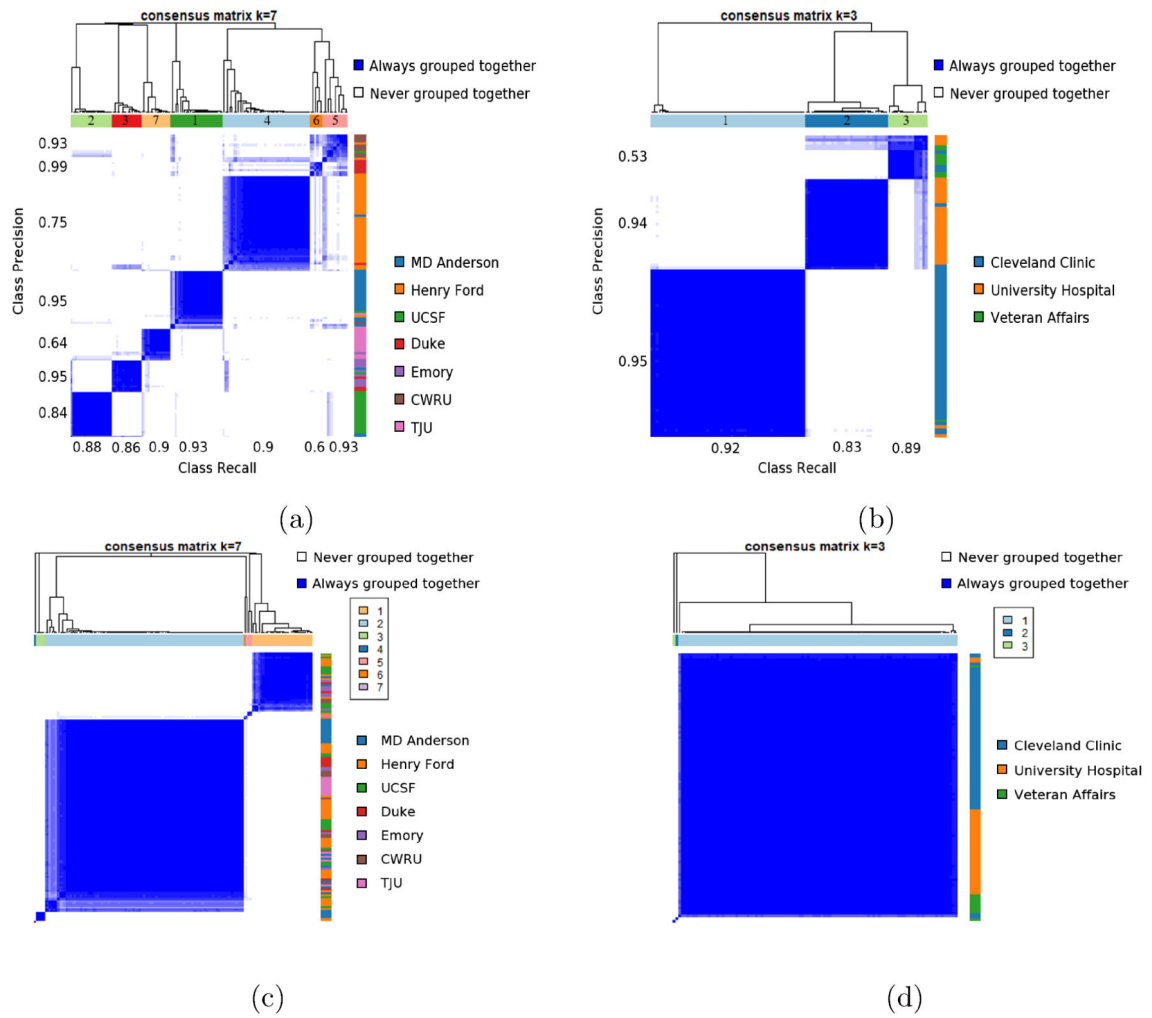 consensus matrix k=7
Always grouped together
Never grouped together
2 3 7 1 4 6 5
0.93
0.99
0.75
0.95
0.64
0.95
0.84
Class Precision
MD Anderson
Henry Ford
UCSF
Duke
Emory
CWRU
TJU
0.88 0.86 0.9 0.93 0.9 0.6 0.93
Class Recall
(a)
consensus matrix k=3
Always grouped together
Never grouped together
1 2 3
0.53
0.94
0.95
Class Precision
Cleveland Clinic
University Hospital
Veteran Affairs
0.92 0.83 0.89
Class Recall
(b)
consensus matrix k=7
Never grouped together
Always grouped together
1
2
3
4
5
6
7
MD Anderson
Henry Ford
UCSF
Duke
Emory
CWRU
TJU
(c)
consensus matrix k=3
Never grouped together
Always grouped together
1
2
3
Cleveland Clinic
University Hospital
Veteran Affairs
(d)